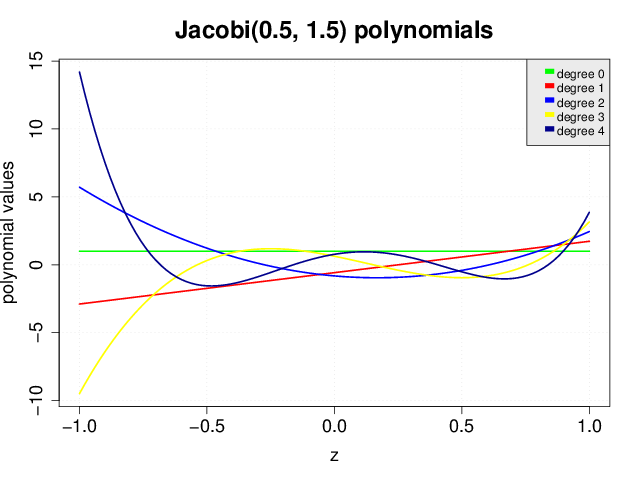 Jacobi(0.5, 1.5) polynomials
degree 0
degree 1
degree 2
degree 3
degree 4
polynomial values
15
10
5
0
−5
−10
−1.0
−0.5
0.0
0.5
1.0
z